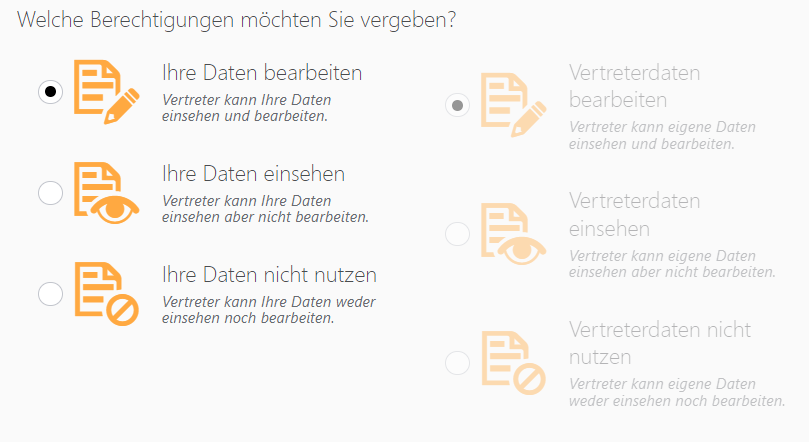 Welche Berechtigungen möchten Sie vergeben?
Ihre Daten bearbeiten
Vertreter kann Ihre Daten
einsehen und bearbeiten.
Ihre Daten einsehen
Vertreter kann Ihre Daten
einsehen aber nicht bearbeiten.
Ihre Daten nicht nutzen
Vertreter kann Ihre Daten weder
einsehen noch bearbeiten.
Vertreterdaten
bearbeiten
Vertreter kann eigene Daten
einsehen und bearbeiten.
Vertreterdaten
einsehen
Vertreter kann eigene Daten
einsehen aber nicht bearbeiten.
Vertreterdaten nicht
nutzen
Vertreter kann eigene Daten
weder einsehen noch bearbeiten.